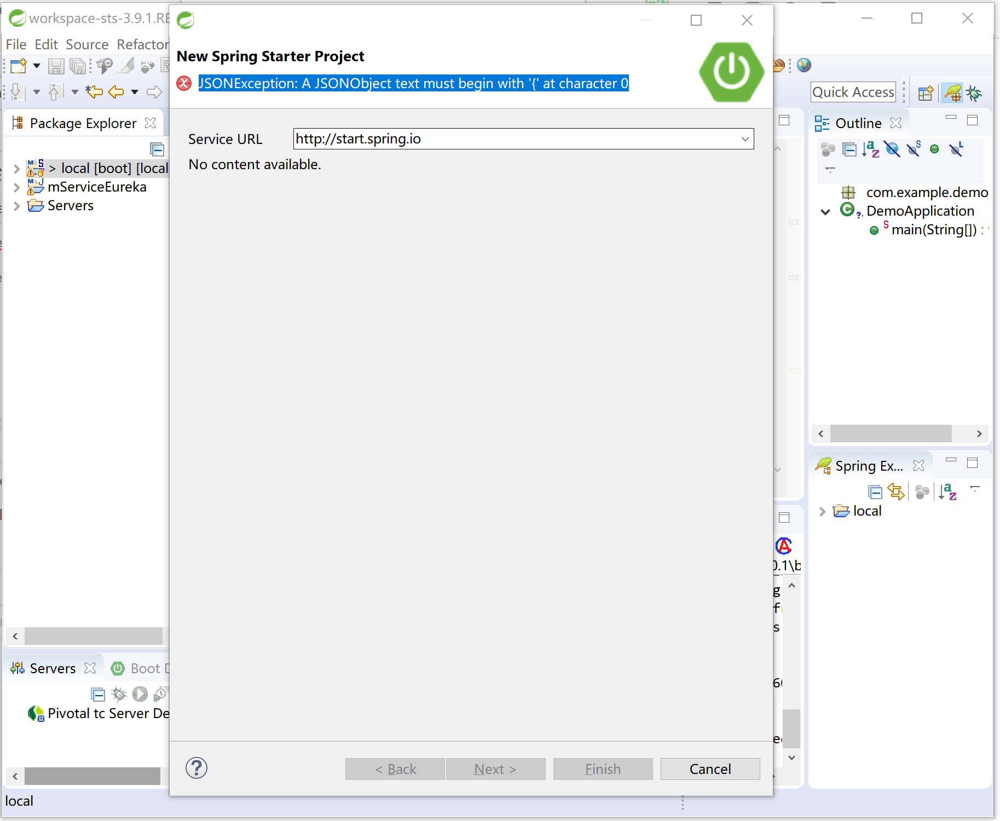 workspace-sts-3.9.1.RE
File Edit Source Refactor
New Spring Starter Project
JSONException: A JSONObject text must begin with '{' at character 0
Quick Access
Package Explorer
Service URL
http://start.spring.io
No content available.
> local [boot] [local
mServiceEureka
Servers
Outline
com.example.demo
DemoApplication
main(String[]) :
Spring Ex...
local
0.1\b
g
s
Servers
Boot D
Pivotal tc Server De
< Back
Next >
Finish
Cancel
local